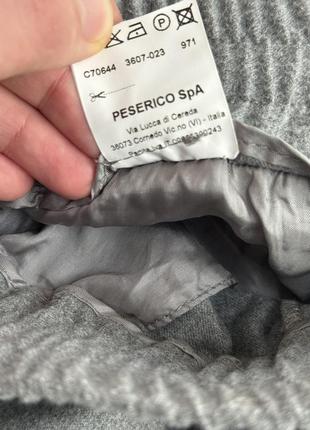 C70644 3607-023 971
PESERICO SpA
Via Lucca di Cereda
36073 Cornedo Vic.no (VI) - Italia